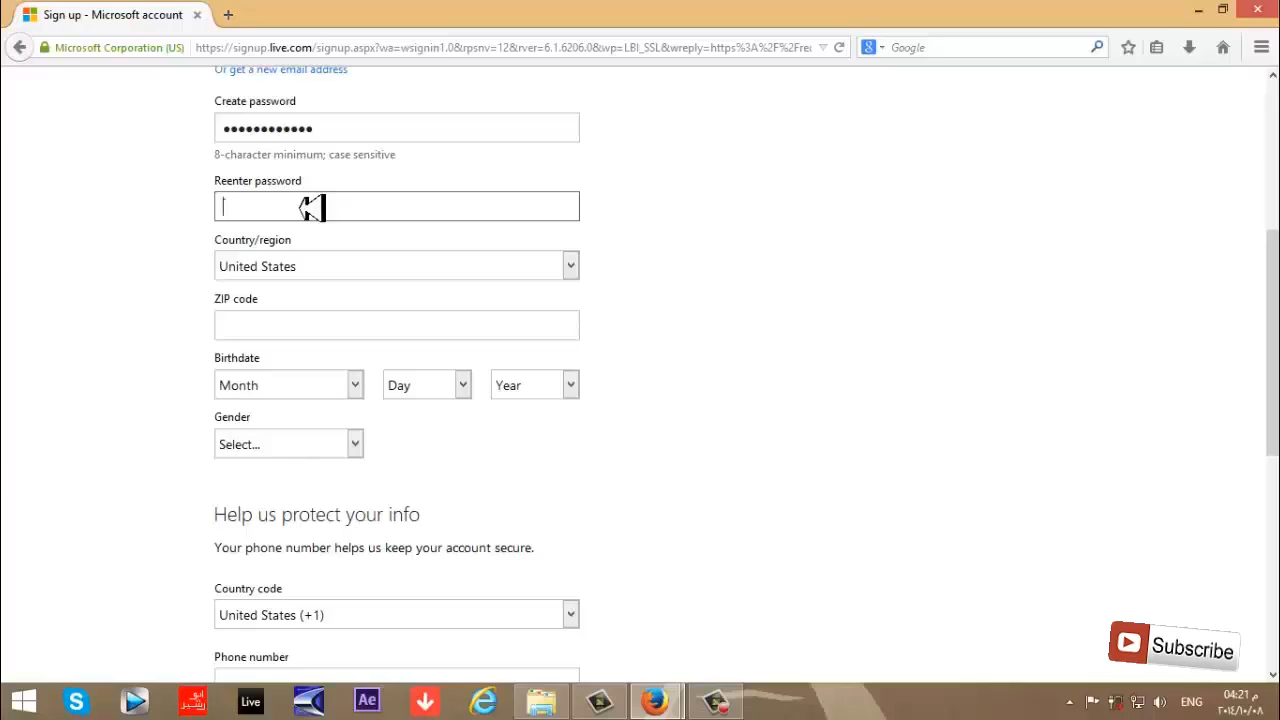 Sign up - Microsoft account
Microsoft Corporation (US)
https://signup.live.com/signup.aspx?wa=wsignin1.0&rpsnv=12&rver=6.1.6206.0&wp=LBI_SSL&wreply=https%3A%2F%2Fre
Google
Or get a new email address
Create password
••••••••••••
8-character minimum; case sensitive
Reenter password
Country/region
United States
ZIP code
Birthdate
Month
Day
Year
Gender
Select...
Help us protect your info
Your phone number helps us keep your account secure.
Country code
United States (+1)
Phone number
Subscribe
Live
Ae
ENG
04:21 م
٢٠١٤/١٠/٠٨